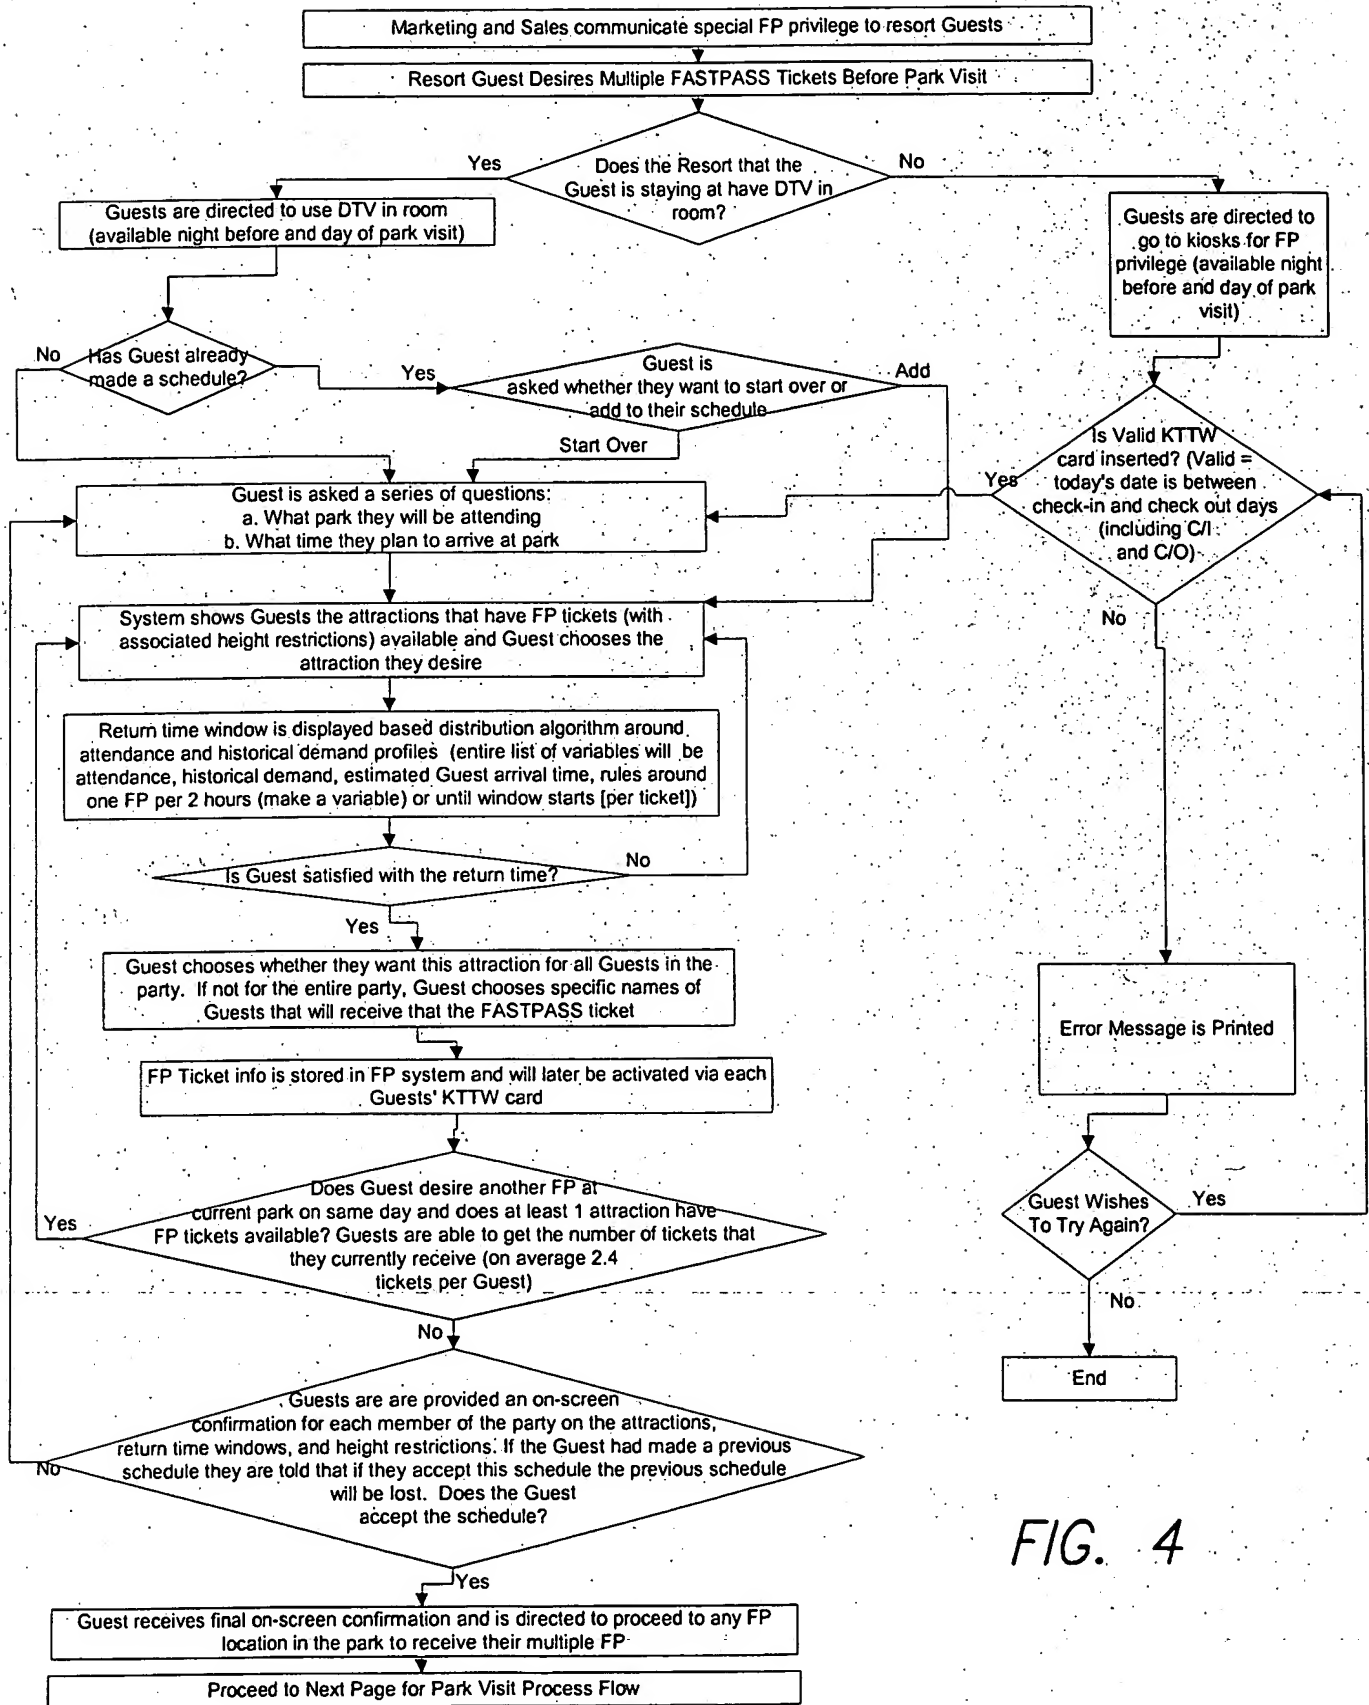 Marketing and Sales communicate special FP privilege to resort Guests
Resort Guest Desires Multiple FASTPASS Tickets Before Park Visit
Does the Resort that the
Guest is staying at have DTV in
room?
Yes
No
Guests are directed to use DTV in room
(available night before and day of park visit)
Guests are directed to
go to kiosks for FP
privilege (available night
before and day of park
visit)
Has Guest already
made a schedule?
No
Yes
Guest is
asked whether they want to start over or
add to their schedule
Add
Start Over
Is Valid KTTW
card inserted? (Valid =
today's date is between
check-in and check out days
(including C/I
and C/O)
Yes
No
Guest is asked a series of questions:
a. What park they will be attending
b. What time they plan to arrive at park
System shows Guests the attractions that have FP tickets (with
associated height restrictions) available and Guest chooses the
attraction they desire
Return time window is displayed based distribution algorithm around
attendance and historical demand profiles (entire list of variables will be
attendance, historical demand, estimated Guest arrival time, rules around
one FP per 2 hours (make a variable) or until window starts [per ticket])
Is Guest satisfied with the return time?
No
Yes
Guest chooses whether they want this attraction for all Guests in the
party. If not for the entire party, Guest chooses specific names of
Guests that will receive that the FASTPASS ticket
Error Message is Printed
FP Ticket info is stored in FP system and will later be activated via each
Guests' KTTW card
Does Guest desire another FP at
current park on same day and does at least 1 attraction have
FP tickets available? Guests are able to get the number of tickets that
they currently receive (on average 2.4
tickets per Guest)
Yes
No
Guest Wishes
To Try Again?
Yes
No
End
Guests are are provided an on-screen
confirmation for each member of the party on the attractions,
return time windows, and height restrictions. If the Guest had made a previous
schedule they are told that if they accept this schedule the previous schedule
will be lost. Does the Guest
accept the schedule?
No
Yes
FIG. 4
Guest receives final on-screen confirmation and is directed to proceed to any FP
location in the park to receive their multiple FP
Proceed to Next Page for Park Visit Process Flow